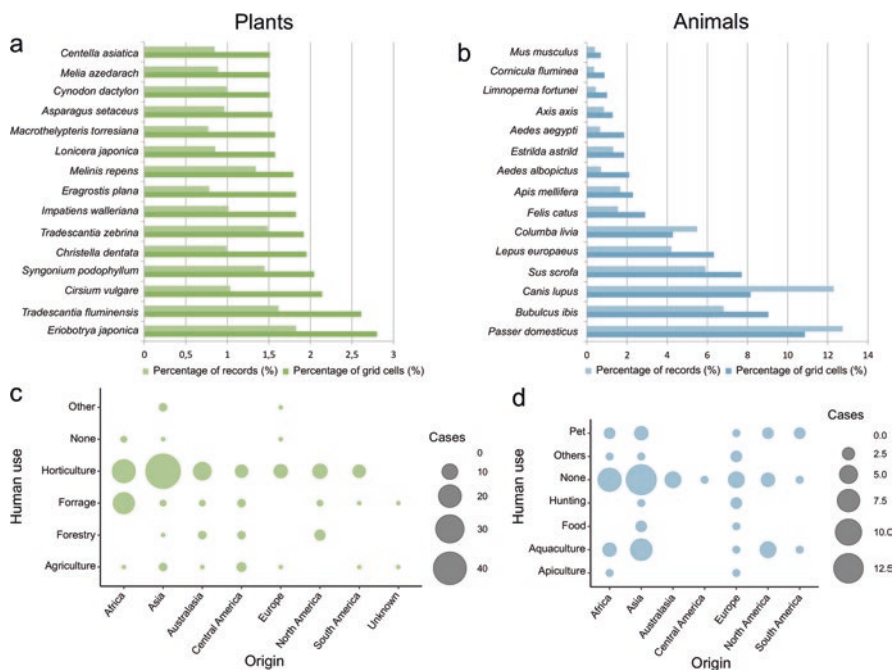 Plants
Animals
a
Centella asiatica
Melia azedarach
Cynodon dactylon
Asparagus setaceus
Macrothelypteris torresiana
Lonicera japonica
Melinis repens
Eragrostis plana
Impatiens walleriana
Tradescantia zebrina
Christella dentata
Syngonium podophyllum
Cirsium vulgare
Tradescantia fluminensis
Eriobotrya japonica
0 0,5 1 1,5 2 2,5 3
Percentage of records (%) Percentage of grid cells (%)
b
Mus musculus
Cornicula fluminea
Limnoperna fortunei
Axis axis
Aedes aegypti
Estrilda astrild
Aedes albopictus
Apis mellifera
Felis catus
Columba livia
Lepus europaeus
Sus scrofa
Canis lupus
Bubulcus ibis
Passer domesticus
0 2 4 6 8 10 12 14
Percentage of records (%) Percentage of grid cells (%)
c
Human use
Other
None
Horticulture
Forrage
Forestry
Agriculture
Africa
Asia
Australasia
Central America
Europe
North America
South America
Unknown
Origin
Cases
0
10
20
30
40
d
Human use
Pet
Others
None
Hunting
Food
Aquaculture
Apiculture
Africa
Asia
Australasia
Central America
Europe
North America
South America
Origin
Cases
0.0
2.5
5.0
7.5
10.0
12.5